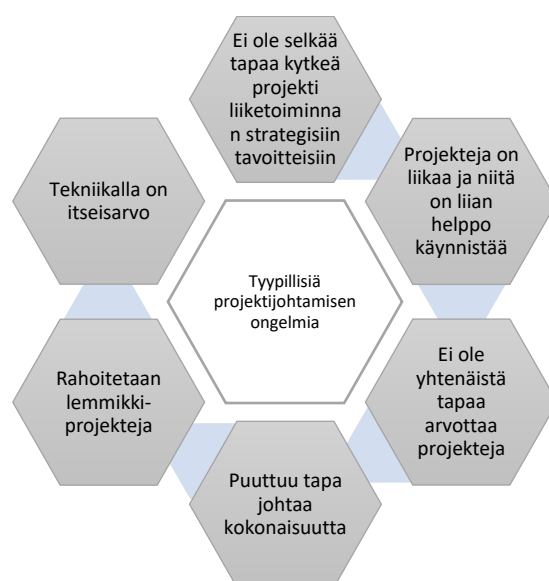 Ei ole selkää
tapaa kytkeä
projekti
liiketoiminna
n strategisiin
tavoitteisiin
Projekteja on
liikaa ja niitä
on liian
helppo
käynnistää
Ei ole
yhtenäistä
tapaa
arvottaa
projekteja
Puuttuu tapa
johtaa
kokonaisuutta
Rahoitetaan
lemmikki-
projekteja
Tekniikalla on
itseisarvo
Tyypillisiä
projektijohtamisen
ongelmia